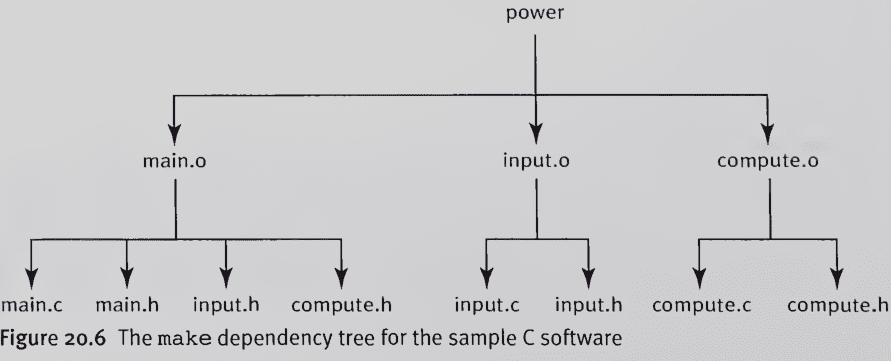 power
main.o input.o compute.o
main.c main.h input.h compute.h input.c input.h compute.c compute.h
Figure 20.6 The make dependency tree for the sample C software